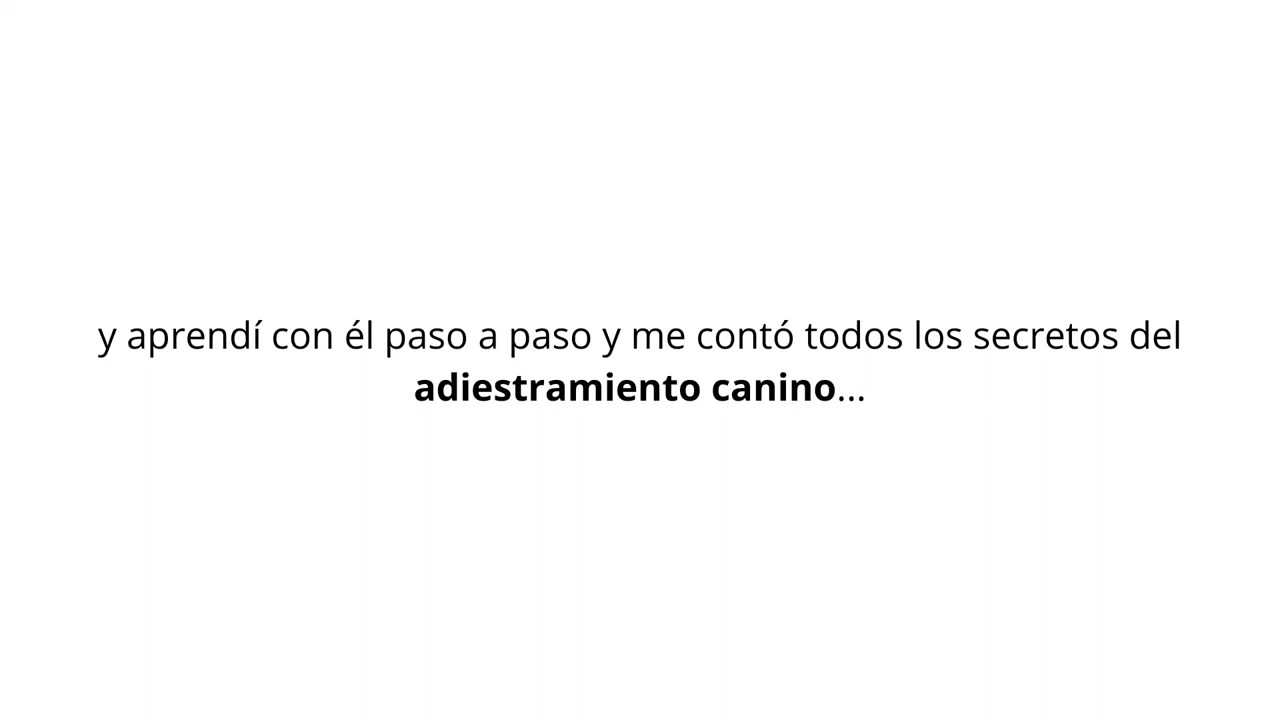 y aprendí con él paso a paso y me contó todos los secretos del
adiestramiento canino...